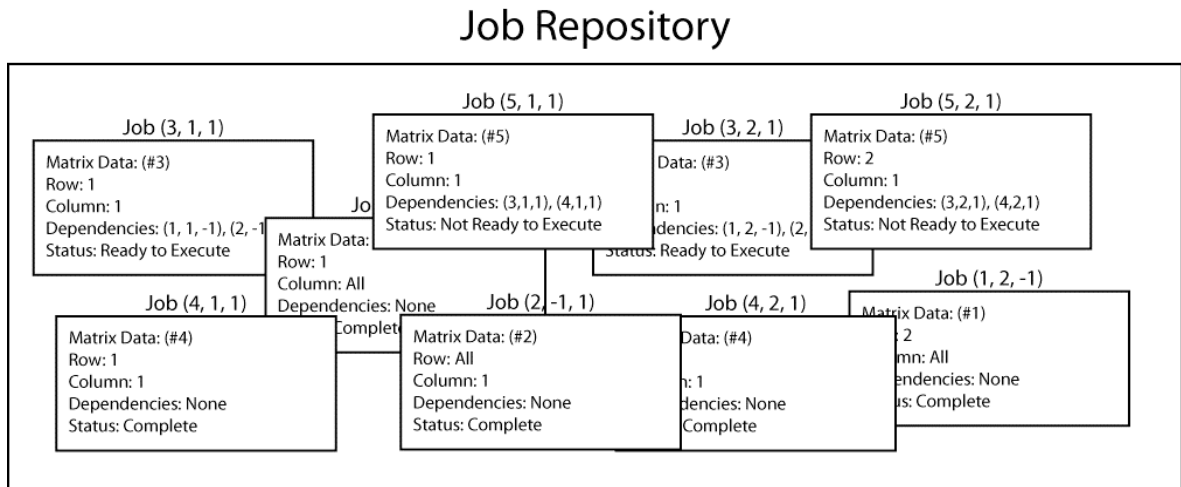 Job Repository
Job (3, 1, 1)
Matrix Data: (#3)
Row: 1
Column: 1
Dependencies: (1, 1, -1), (2, -1
Status: Ready to Execute
Jo
Matrix Data:
Row: 1
Column: All
Dependencies: None
Complete
Job (5, 1, 1)
Matrix Data: (#5)
Row: 1
Column: 1
Dependencies: (3,1,1), (4,1,1)
Status: Not Ready to Execute
Job (3, 2, 1)
Data: (#3)
n: 1
ndencies: (1, 2, -1), (2,
Status: Ready to Execute
Job (5, 2, 1)
Matrix Data: (#5)
Row: 2
Column: 1
Dependencies: (3,2,1), (4,2,1)
Status: Not Ready to Execute
Job (4, 1, 1)
Matrix Data: (#4)
Row: 1
Column: 1
Dependencies: None
Status: Complete
Job (2, -1, 1)
Matrix Data: (#2)
Row: All
Column: 1
Dependencies: None
Status: Complete
Job (4, 2, 1)
Data: (#4)
n: 1
dencies: None
Complete
Job (1, 2, -1)
Matrix Data: (#1)
2
mn: All
endencies: None
us: Complete